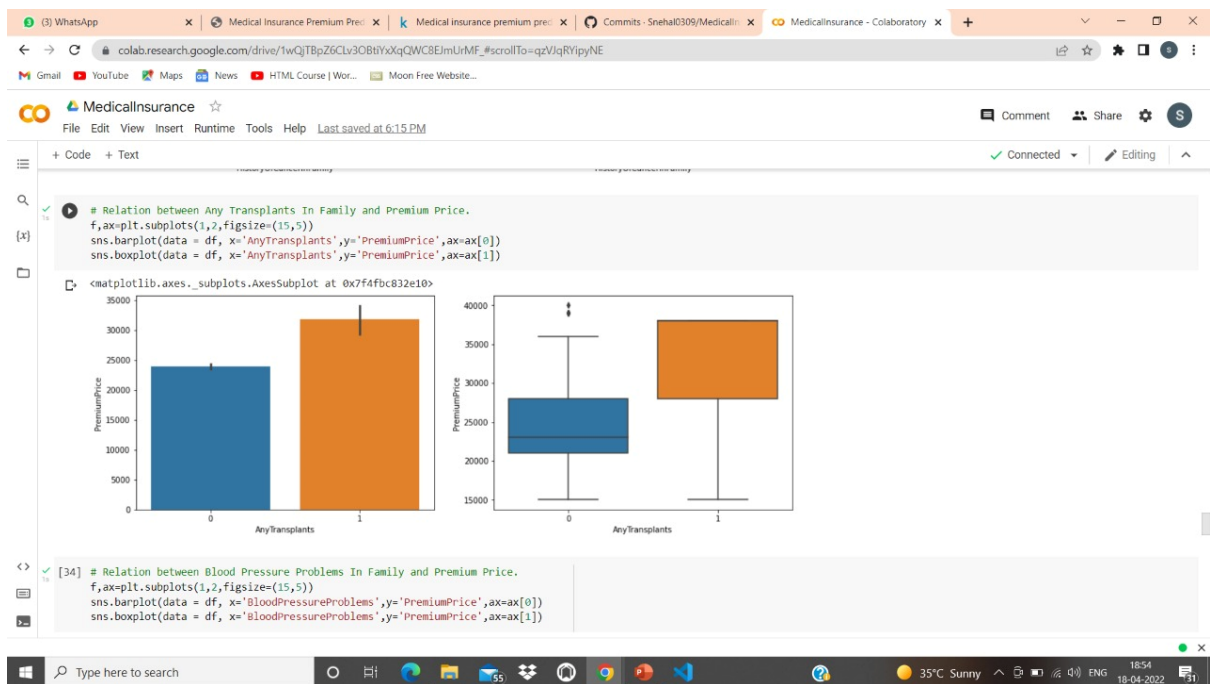 (3) WhatsApp
Medical Insurance Premium Pred
Medical insurance premium pred
Commits · Snehal0309/MedicalIn
MedicalInsurance - Colaboratory
colab.research.google.com/drive/1wQjTBpZ6CLv3OBtiYxXqQWC8EJmUrMF_#scrollTo=qzVJqRYipyNE
Gmail
YouTube
Maps
News
HTML Course | Wor...
Moon Free Website...
MedicalInsurance
File Edit View Insert Runtime Tools Help Last saved at 6:15 PM
Comment
Share
S
+ Code + Text
Connected
Editing
# Relation between Any Transplants In Family and Premium Price.
f,ax=plt.subplots(1,2,figsize=(15,5))
sns.barplot(data = df, x='AnyTransplants',y='PremiumPrice',ax=ax[0])
sns.boxplot(data = df, x='AnyTransplants',y='PremiumPrice',ax=ax[1])
<matplotlib.axes._subplots.AxesSubplot at 0x7f4fbc832e10>
35000
30000
25000
20000
15000
10000
5000
0
PremiumPrice
0 1
AnyTransplants
40000
35000
30000
25000
20000
15000
PremiumPrice
0 1
AnyTransplants
[34] # Relation between Blood Pressure Problems In Family and Premium Price.
f,ax=plt.subplots(1,2,figsize=(15,5))
sns.barplot(data = df, x='BloodPressureProblems',y='PremiumPrice',ax=ax[0])
sns.boxplot(data = df, x='BloodPressureProblems',y='PremiumPrice',ax=ax[1])
Type here to search
55
35°C Sunny
ENG
18:54
18-04-2022
31